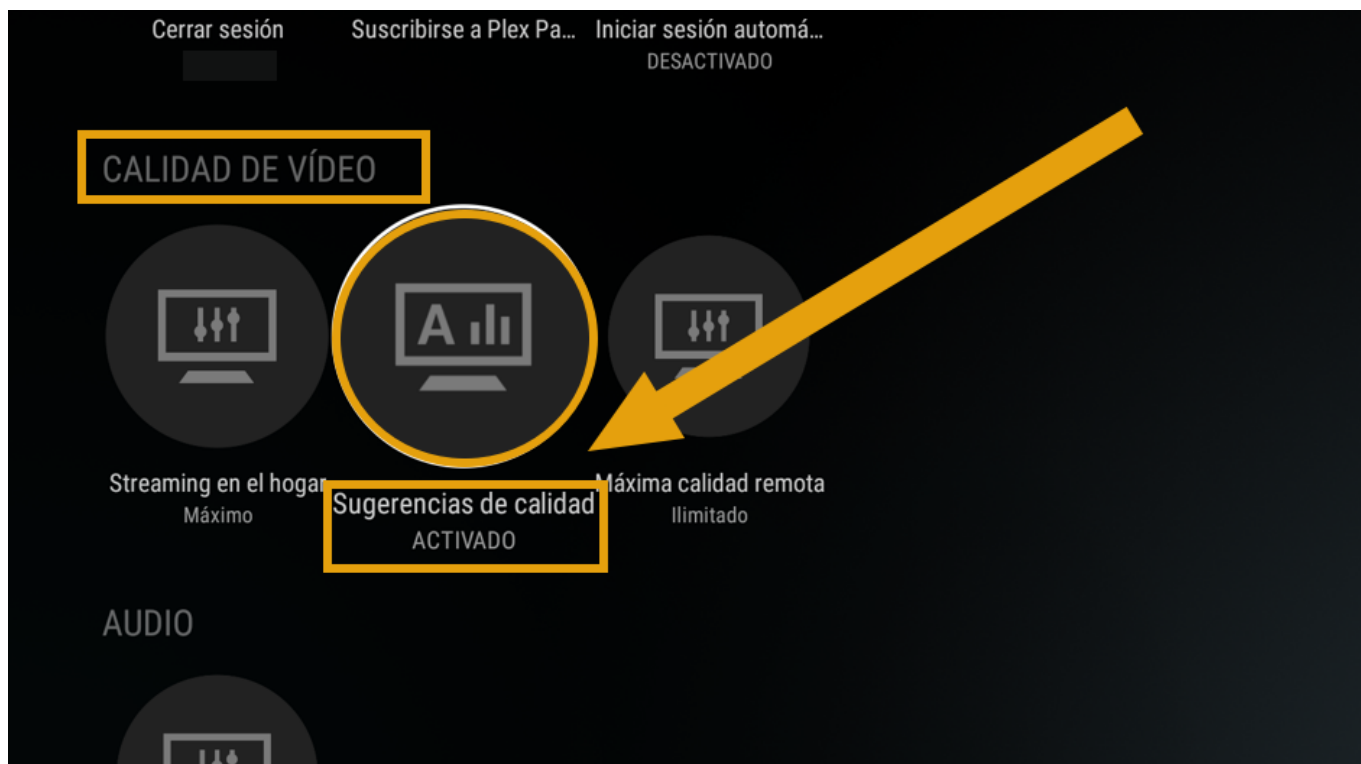 Cerrar sesión
Suscribirse a Plex Pa...
Iniciar sesión automá...
DESACTIVADO
CALIDAD DE VÍDEO
A
Streaming en el hogar
Máximo
Sugerencias de calidad
ACTIVADO
Máxima calidad remota
Ilimitado
AUDIO